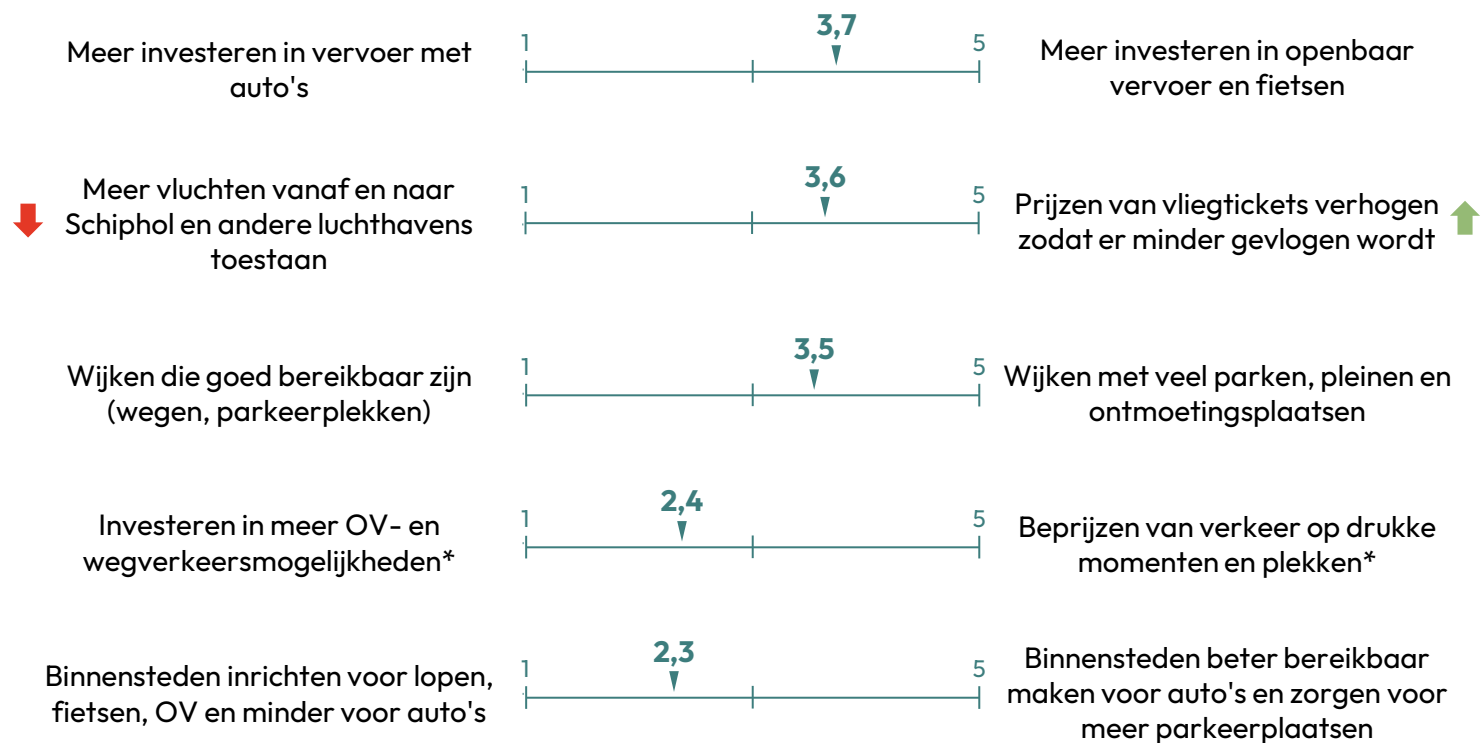 Meer investeren in vervoer met
auto's
1
3,7
5
Meer investeren in openbaar
vervoer en fietsen
Meer vluchten vanaf en naar
Schiphol en andere luchthavens
toestaan
1
3,6
5
Prijzen van vliegtickets verhogen
zodat er minder gevlogen wordt
Wijken die goed bereikbaar zijn
(wegen, parkeerplekken)
1
3,5
5
Wijken met veel parken, pleinen en
ontmoetingsplaatsen
Investeren in meer OV- en
wegverkeersmogelijkheden*
1
2,4
5
Beprijzen van verkeer op drukke
momenten en plekken*
Binnensteden inrichten voor lopen,
fietsen, OV en minder voor auto's
1
2,3
5
Binnensteden beter bereikbaar
maken voor auto's en zorgen voor
meer parkeerplaatsen